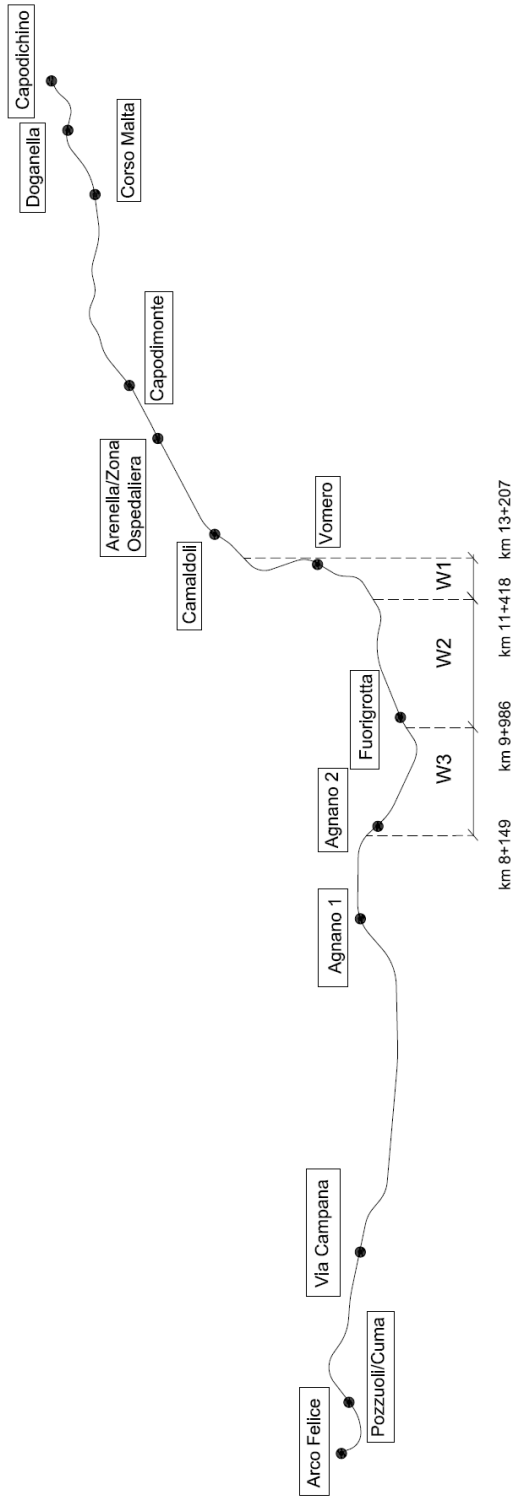 Arco Felice
Pozzuoli/Cuma
Via Campana
Agnano 1
Agnano 2
Fuorigrotta
Vomero
Camaldoli
Arenella/Zona
Ospedaliera
Capodimonte
Corso Malta
Doganella
Capodichino
W3
W2
W1
km 8+149
km 9+986
km 11+418
km 13+207